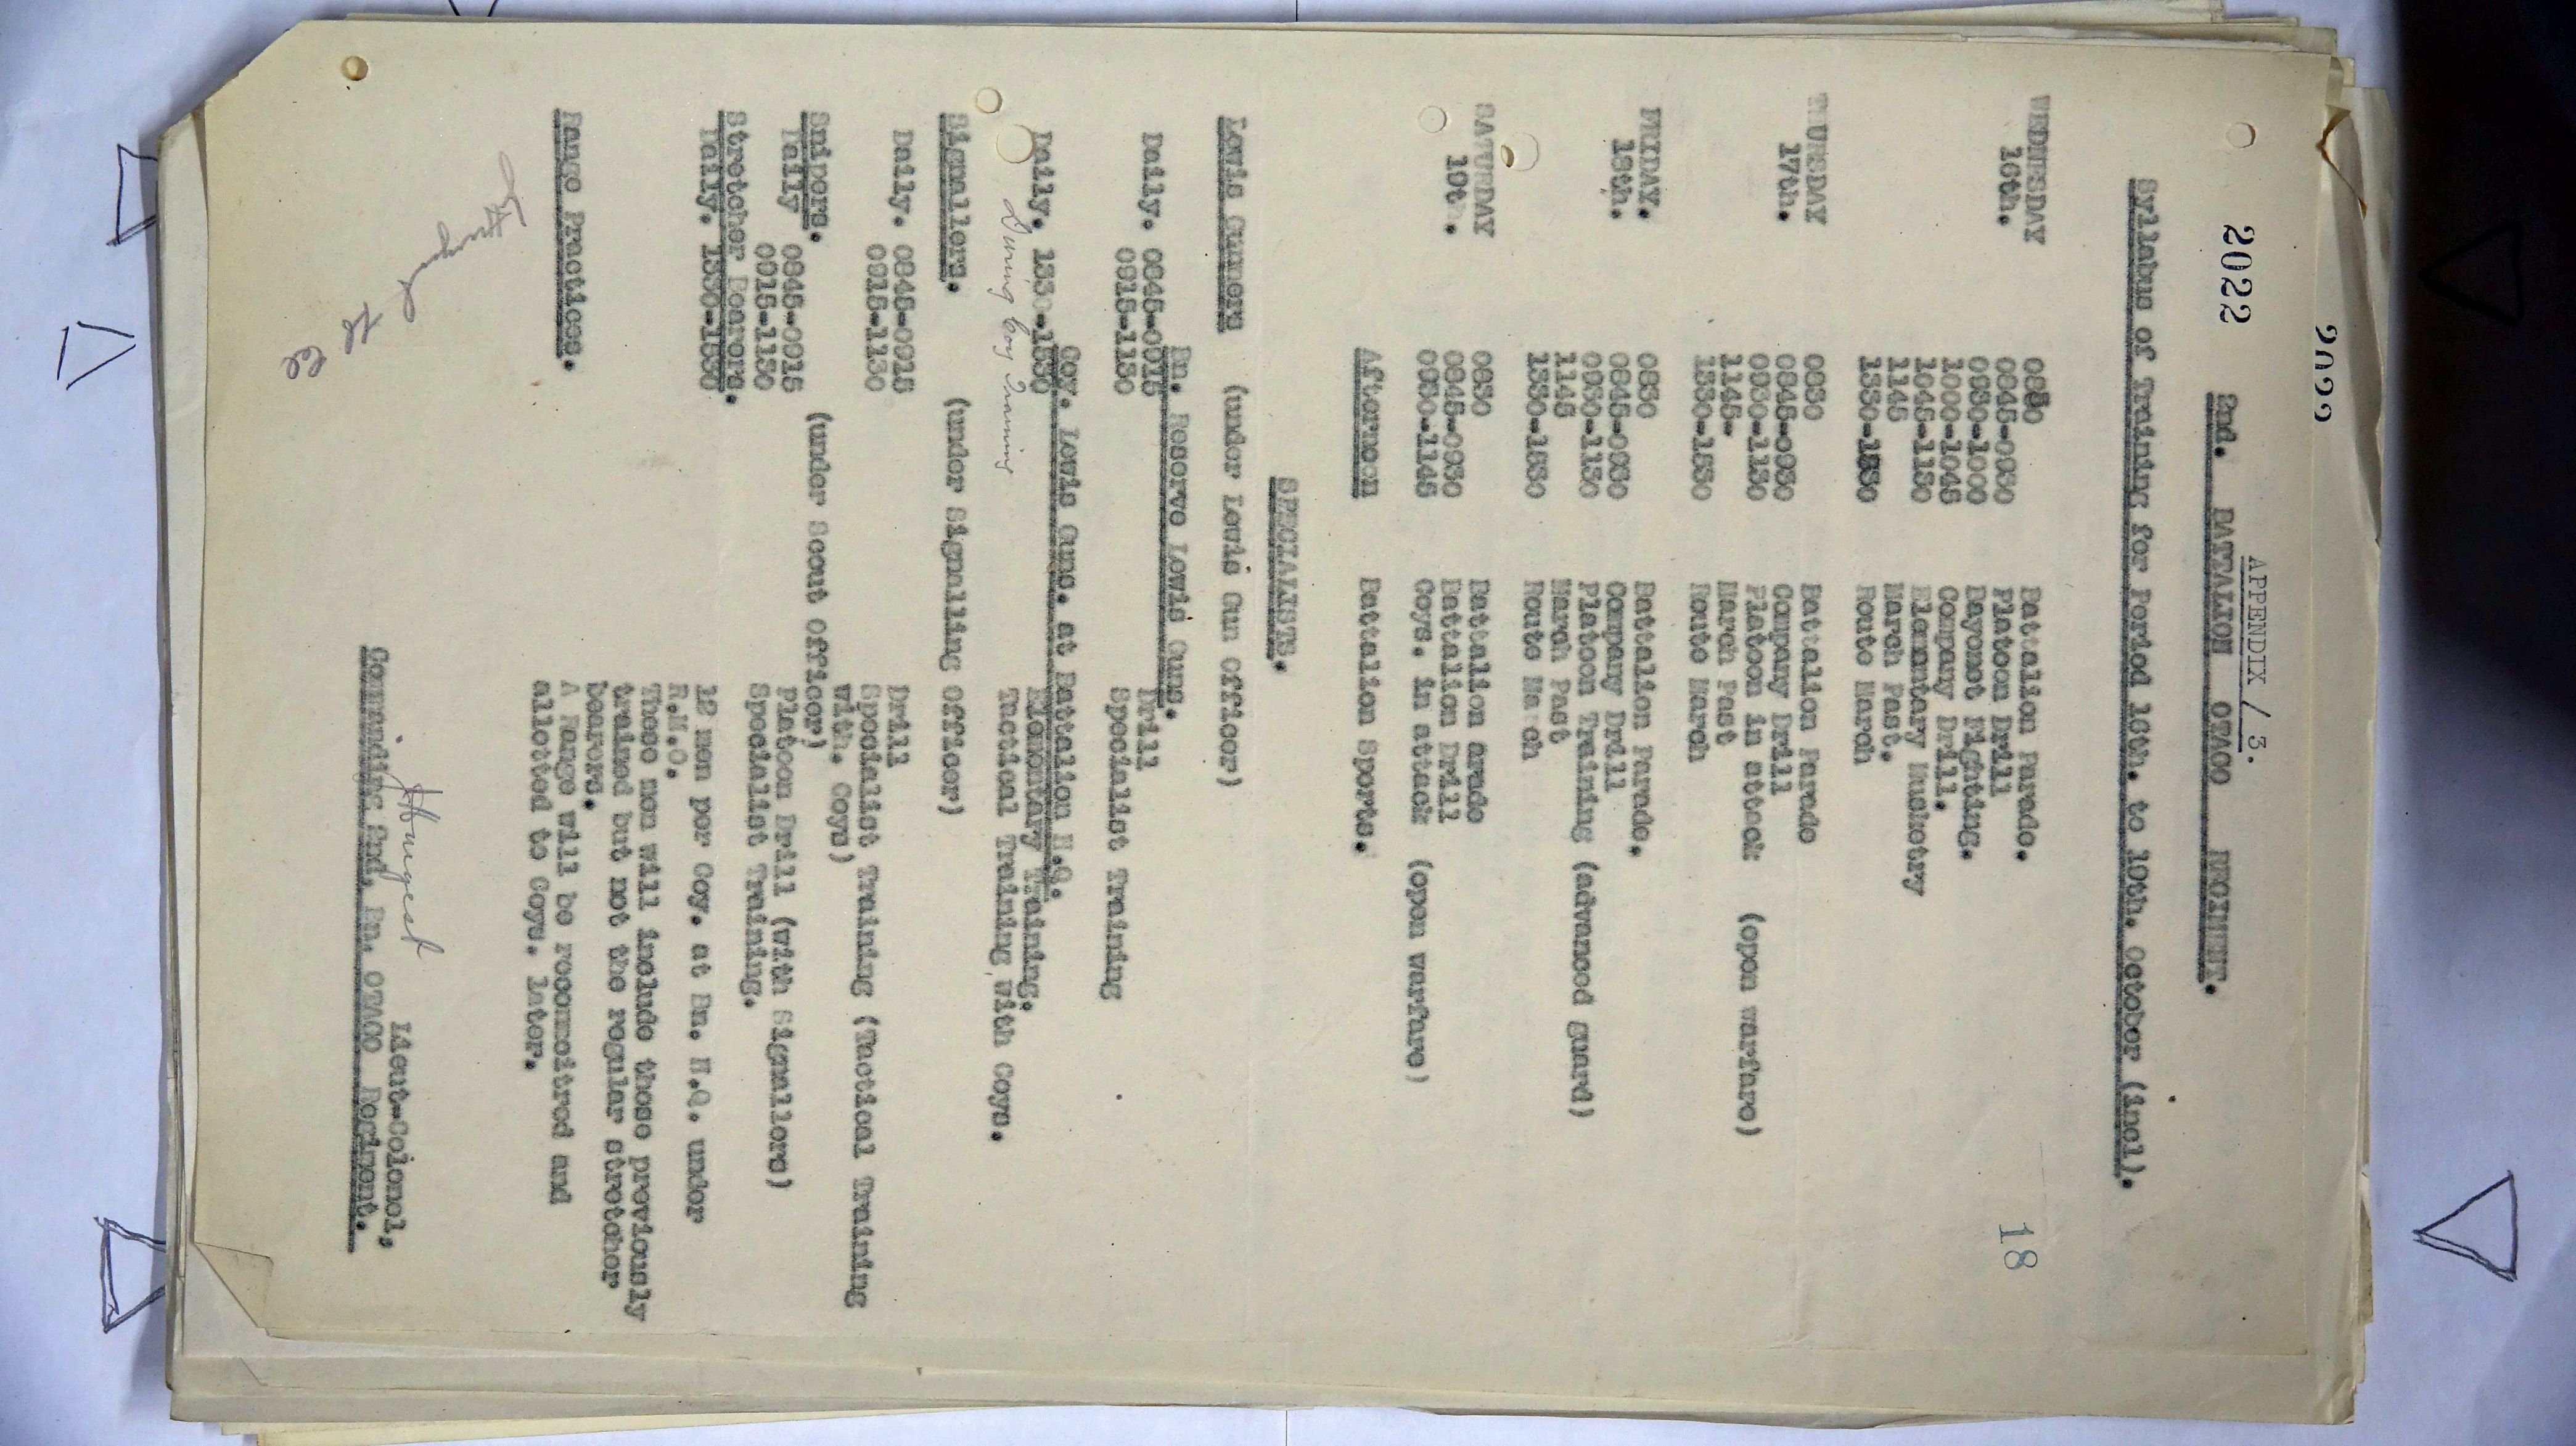 2022
APPENDIX / 3.
2022 2nd. BATTALION OTAGO REGIMENT.
Syllabus of Training for Period 16th. to 19th. October (incl).
18
WEDNESDAY 0830 Battalion Parade.
16th. 0845-0930 Platoon Drill
0930-1000 Bayonet Fighting.
1000-1045 Company Drill.
1045-1130 Elementary Musketry
1145 March Past.
1330-1530 Route March
THURSDAY 0830 Battalion Parade
17th. 0845-0930 Company Drill
0930-1130 Platoon in attack (open warfare)
1145- March Past
1330-1530 Route March
FRIDAY. 0830 Battalion Parade.
18th. 0845-0930 Company Drill
0930-1130 Platoon Training (advanced guard)
1145 March Past
1330-1530 Route March
SATURDAY 0830 Battalion arade
19th. 0845-0930 Battalion Drill
0930-1145 Coys. in attack (open warfare)
Afternoon Battalion Sports.
SPECIALISTS.
Lewis Gunners (under Lewis Gun Officer)
Bn. Reserve Lewis Guns.
Daily. 0845-0915 Drill
0915-1130 Specialist Training
Coy. Lewis Guns. at Battalion H.Q.
Daily. 1330-1530 Elementary Training.
During Coy Training Tactical Training with Coys.
Signallers. (under Signalling Officer)
Daily. 0845-0915 Drill
0915-1130 Specialist Training (Tactical Training
with. Coys)
Snipers. (under Scout Officer)
Daily 0845-0915 Platoon Drill (with Signallers)
0915-1130 Specialist Training.
Stretcher Bearers.
Daily. 1330-1530 12 men per Coy. at Bn. H.Q. under
R.M.O.
These men will include those previously
trained but not the regular stretcher
bearers.
Range Practices. A Range will be reconnoitred and
allotted to Coys. later.
Hargest
Lieut-Colonel,
Commanding 2nd. Bn. OTAGO Regiment.